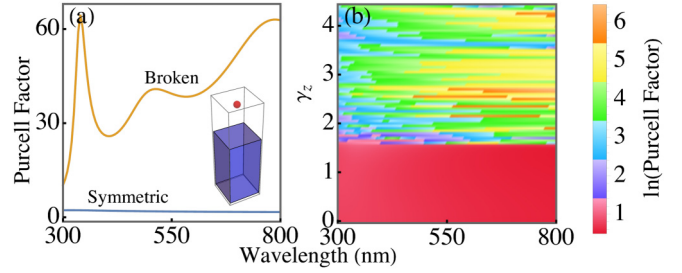 (a)
Purcell Factor
60
30
0
Broken
Symmetric
300
550
800
(b)
γz
4
3
2
1
0
300
550
800
Wavelength (nm)
6
5
4
3
2
1
ln(Purcell Factor)